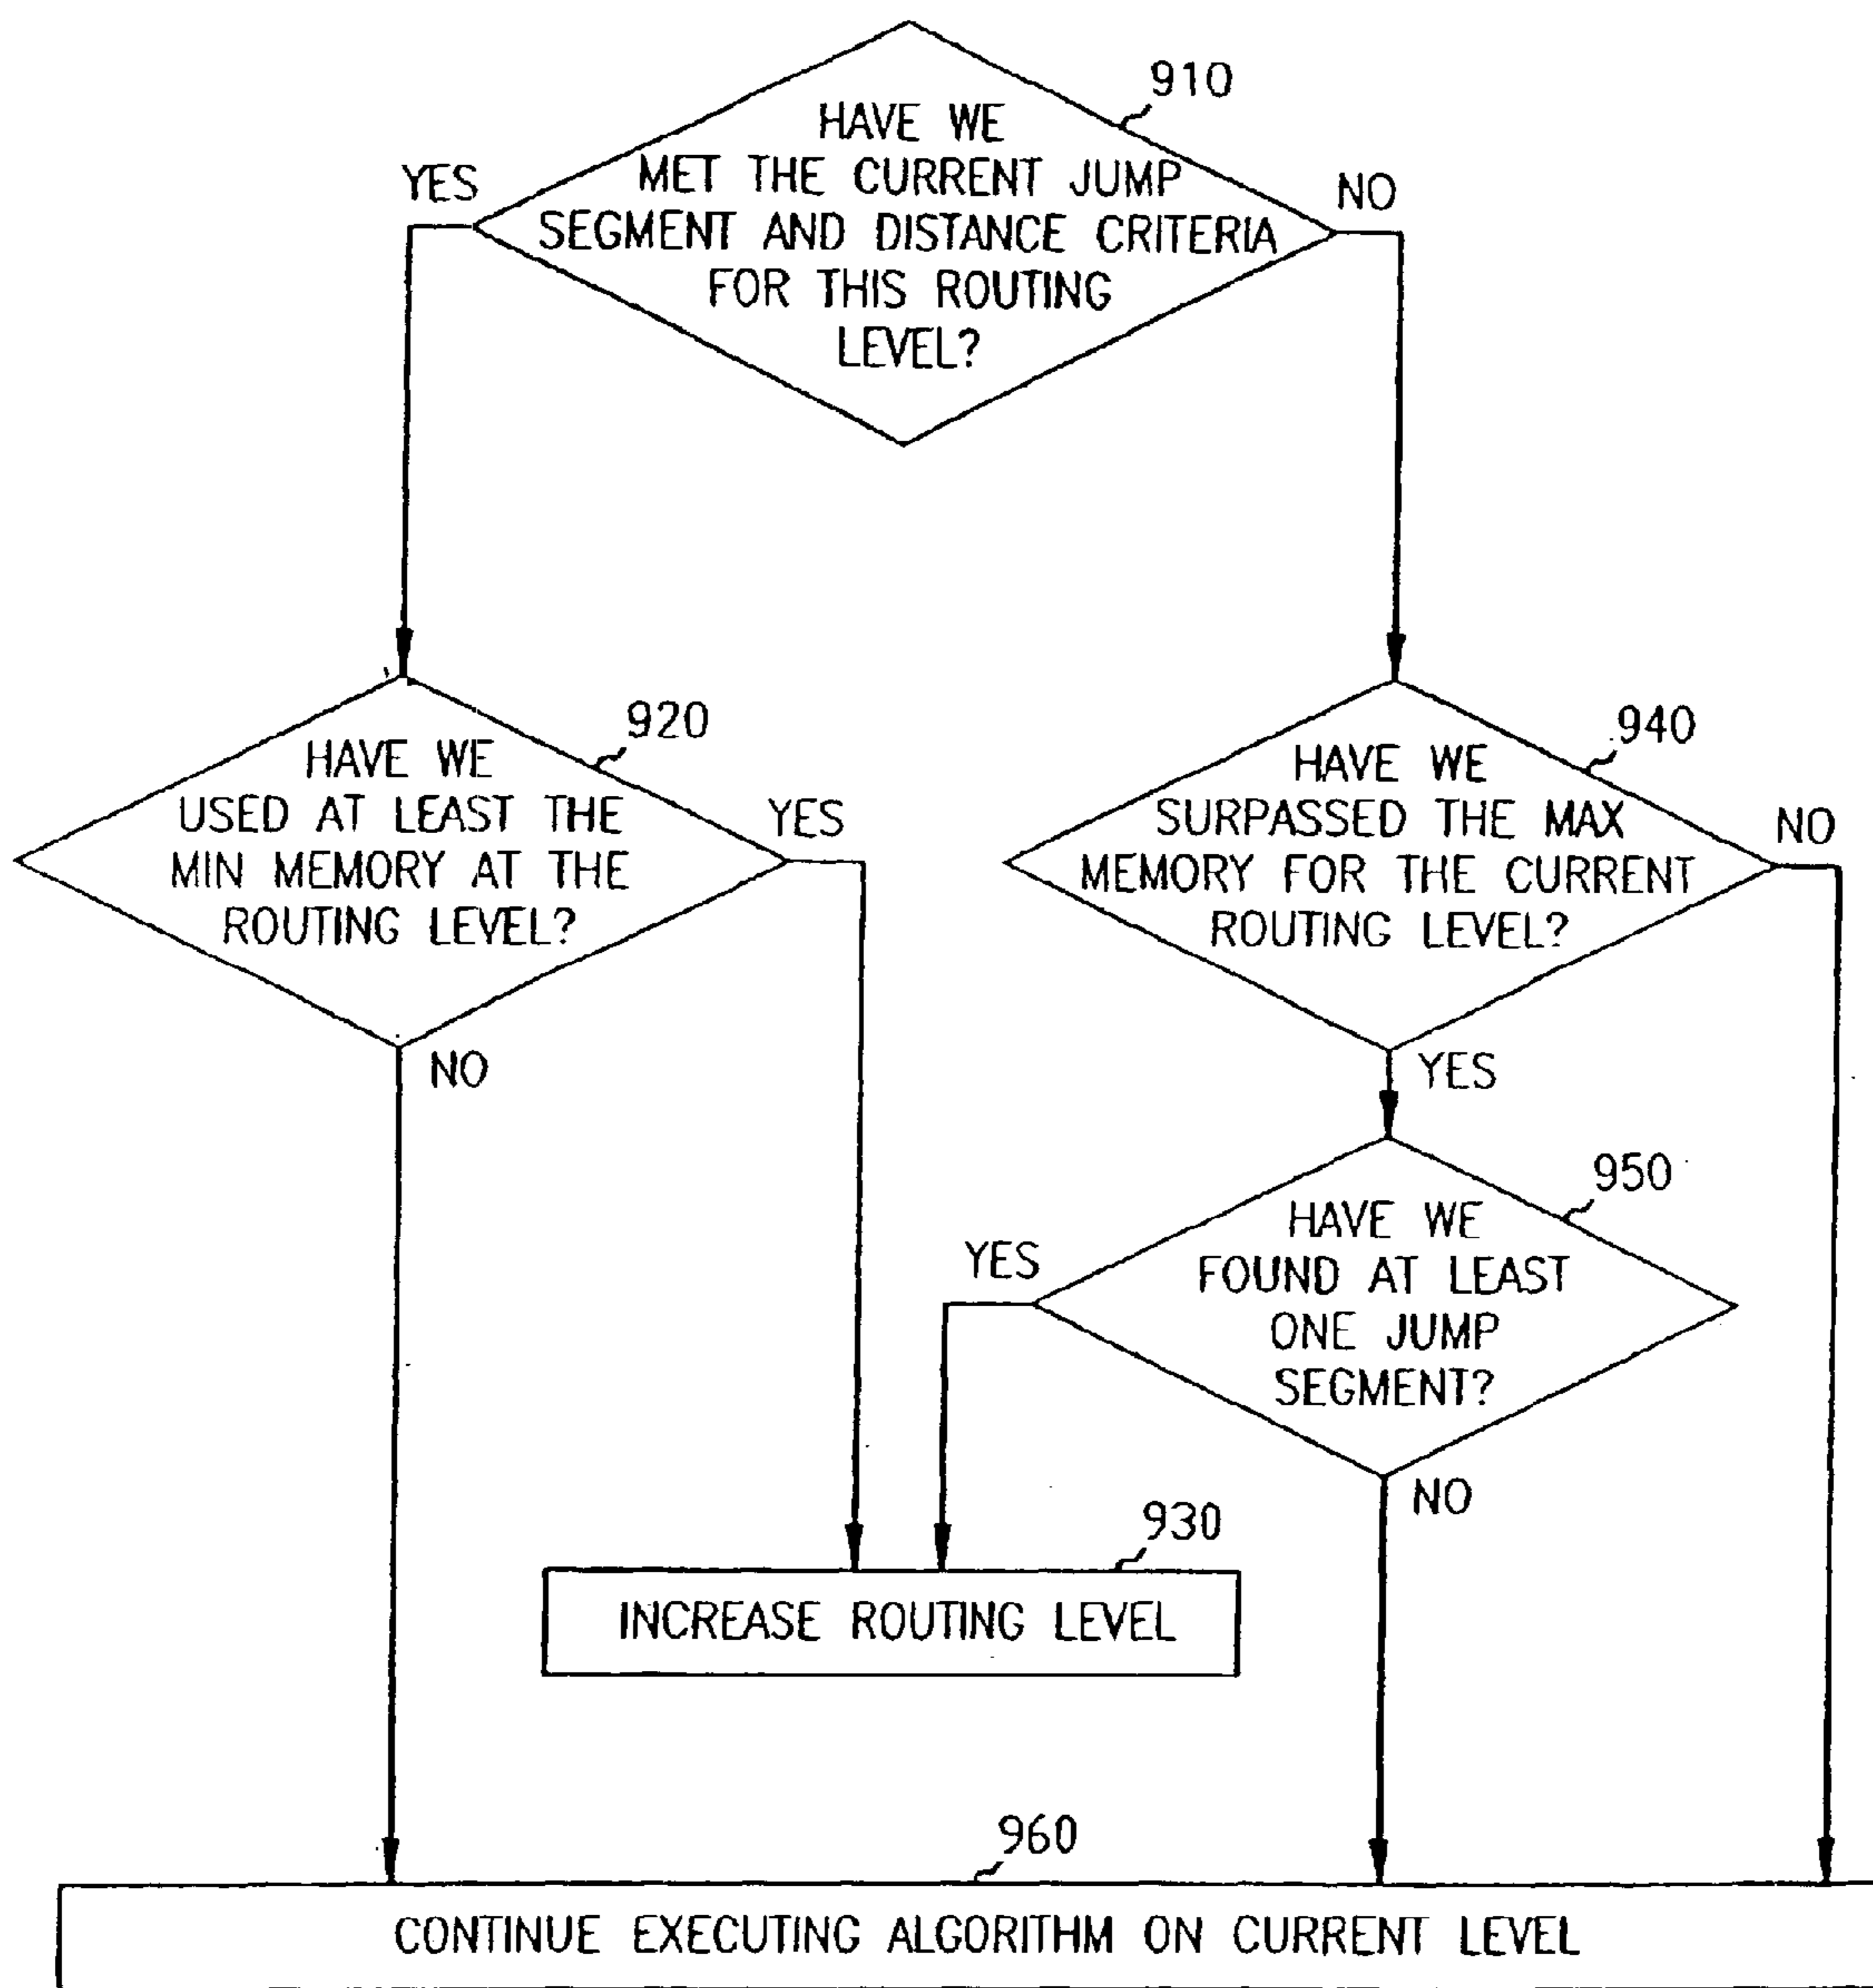 910
HAVE WE
MET THE CURRENT JUMP
SEGMENT AND DISTANCE CRITERIA
FOR THIS ROUTING
LEVEL?
YES
NO
920
HAVE WE
USED AT LEAST THE
MIN MEMORY AT THE
ROUTING LEVEL?
YES
NO
940
HAVE WE
SURPASSED THE MAX
MEMORY FOR THE CURRENT
ROUTING LEVEL?
NO
YES
950
HAVE WE
FOUND AT LEAST
ONE JUMP
SEGMENT?
YES
NO
930
INCREASE ROUTING LEVEL
960
CONTINUE EXECUTING ALGORITHM ON CURRENT LEVEL